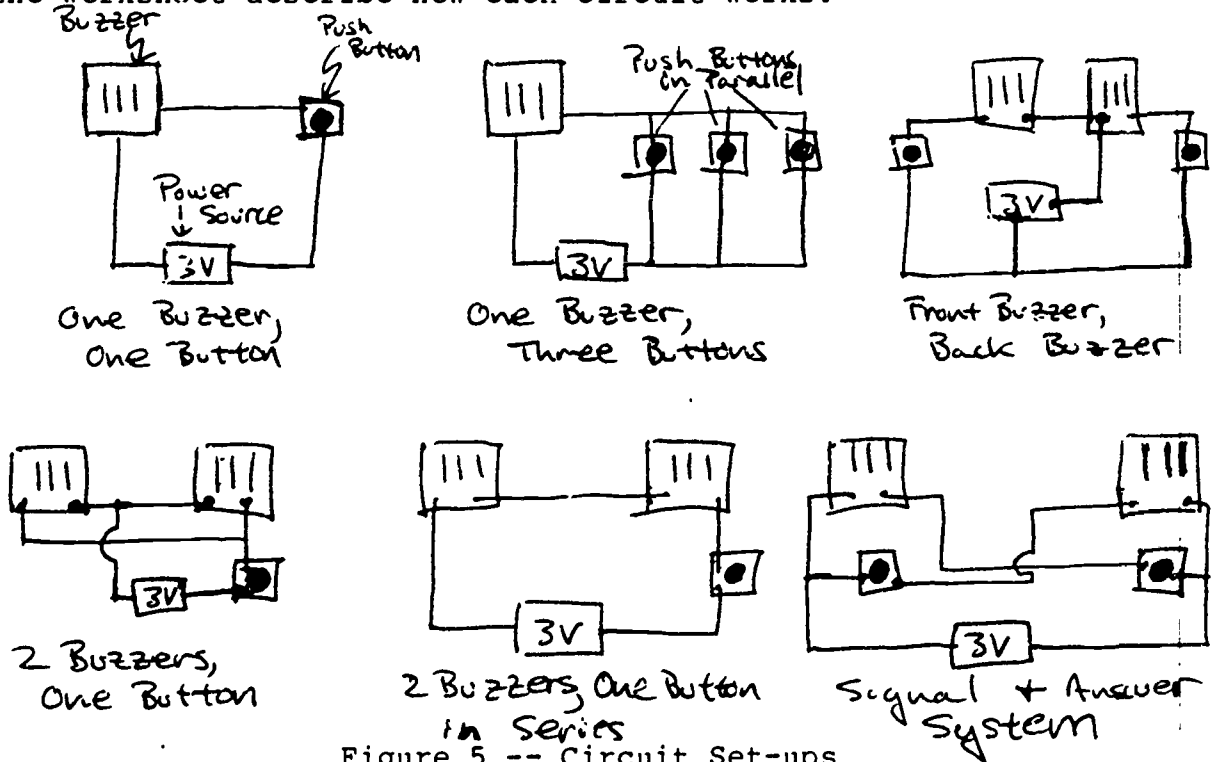 the worksheet describe how each circuit works.
Buzzer
Push
Button
Power
Source
3V
One Buzzer,
One Button
Push Buttons
in Parallel
3V
One Buzzer,
Three Buttons
3V
Front Buzzer,
Back Buzzer
3V
2 Buzzers,
One Button
3V
2 Buzzers, One Button
in Series
3V
Signal + Answer
System
Figure 5 -- Circuit Set-ups